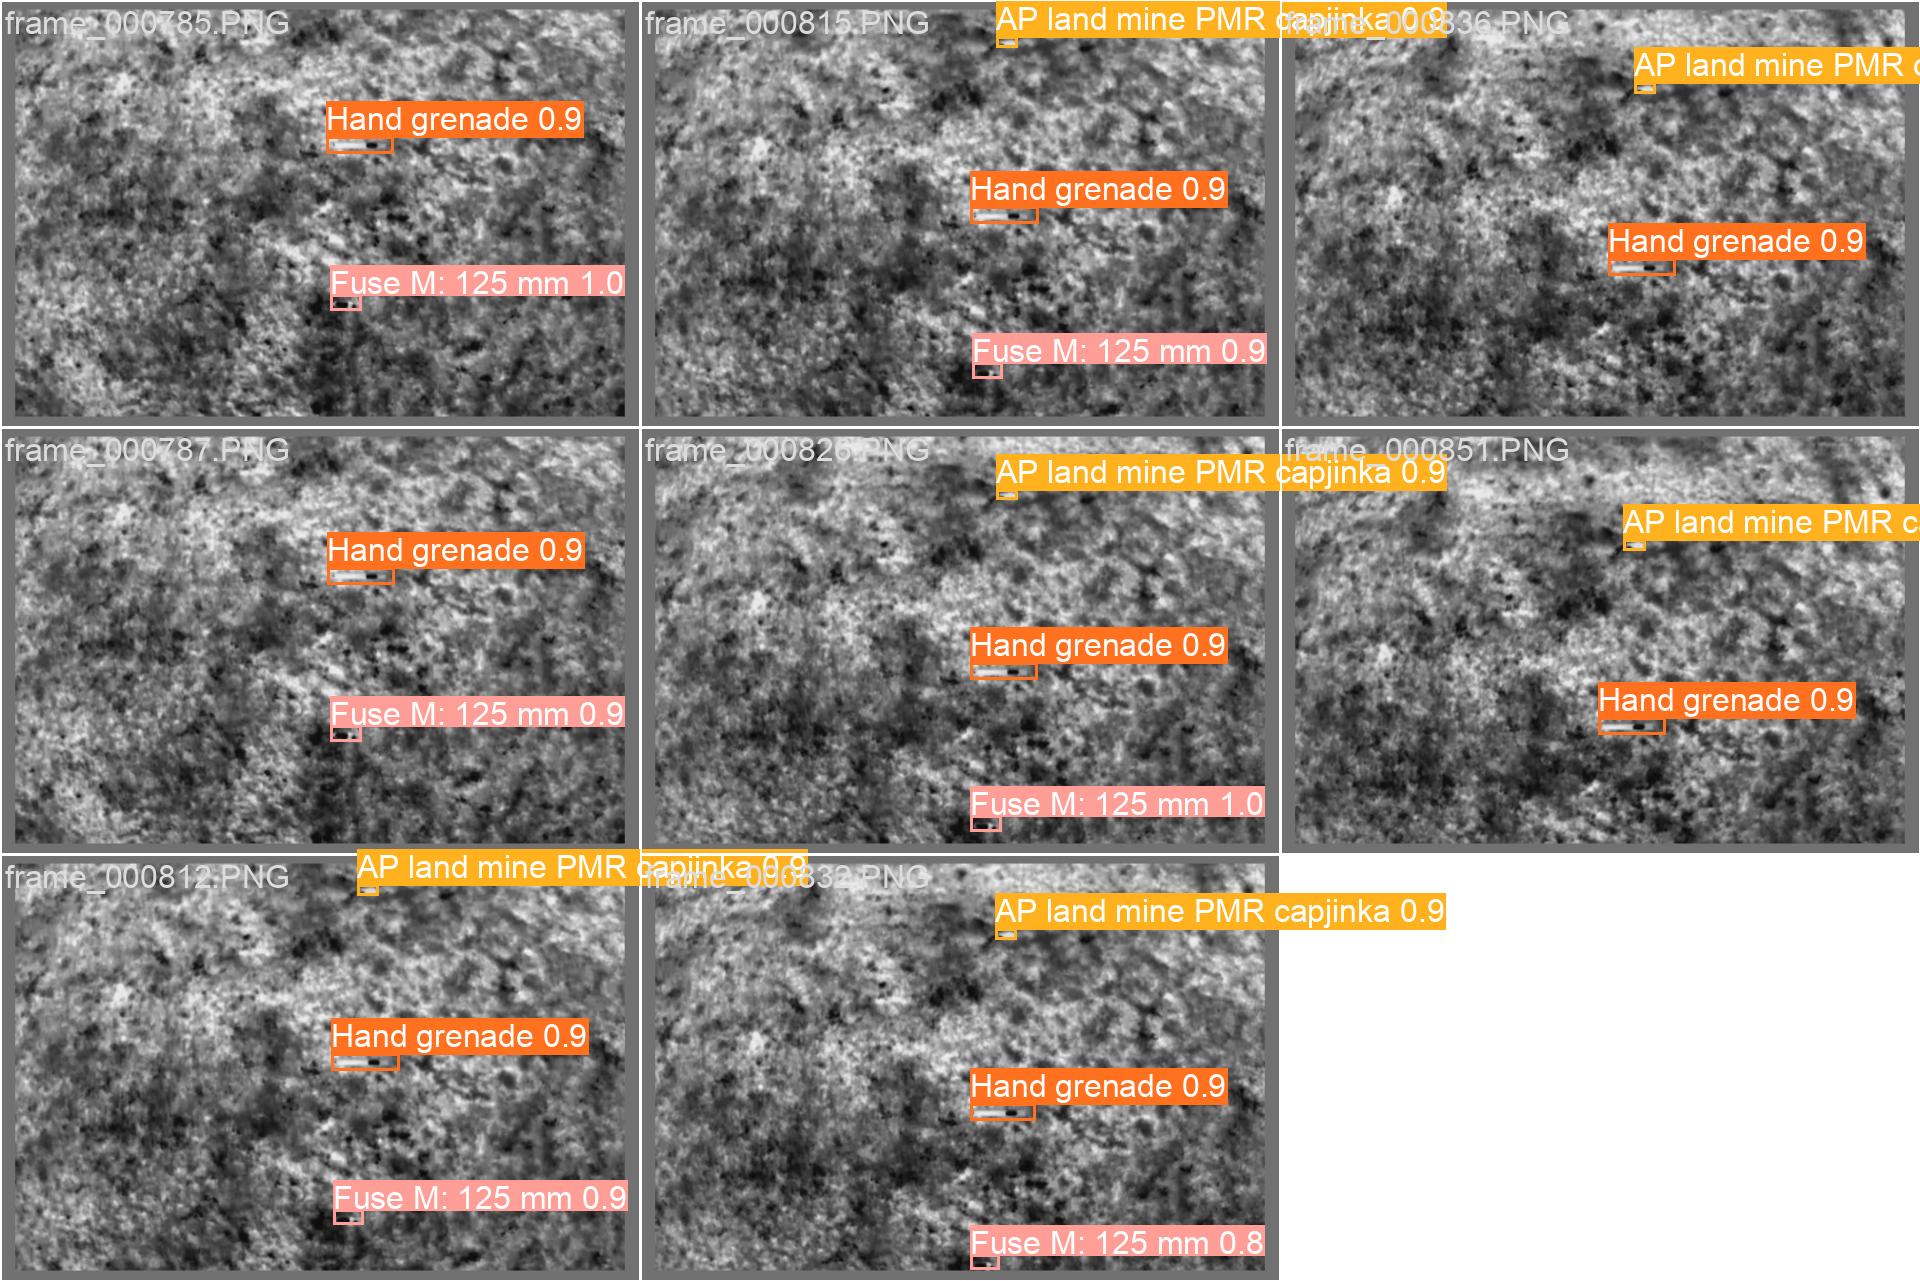 frame_000785.PNG
Hand grenade 0.9
Fuse M: 125 mm 1.0
frame_000815.PNG
AP land mine PMR capjinka 0.9
Hand grenade 0.9
Fuse M: 125 mm 0.9
frame_000836.PNG
AP land mine PMR c
Hand grenade 0.9
frame_000787.PNG
Hand grenade 0.9
Fuse M: 125 mm 0.9
frame_000826.PNG
AP land mine PMR capjinka 0.9
Hand grenade 0.9
Fuse M: 125 mm 1.0
frame_000851.PNG
AP land mine PMR c
Hand grenade 0.9
frame_000812.PNG
AP land mine PMR capjinka 0.9
Hand grenade 0.9
Fuse M: 125 mm 0.9
frame_000832.PNG
AP land mine PMR capjinka 0.9
Hand grenade 0.9
Fuse M: 125 mm 0.8